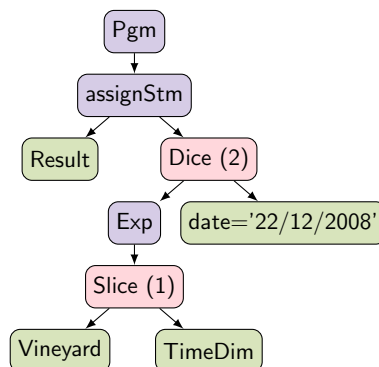 Pgm
assignStm
Result
Dice (2)
Exp
date='22/12/2008'
Slice (1)
Vineyard
TimeDim